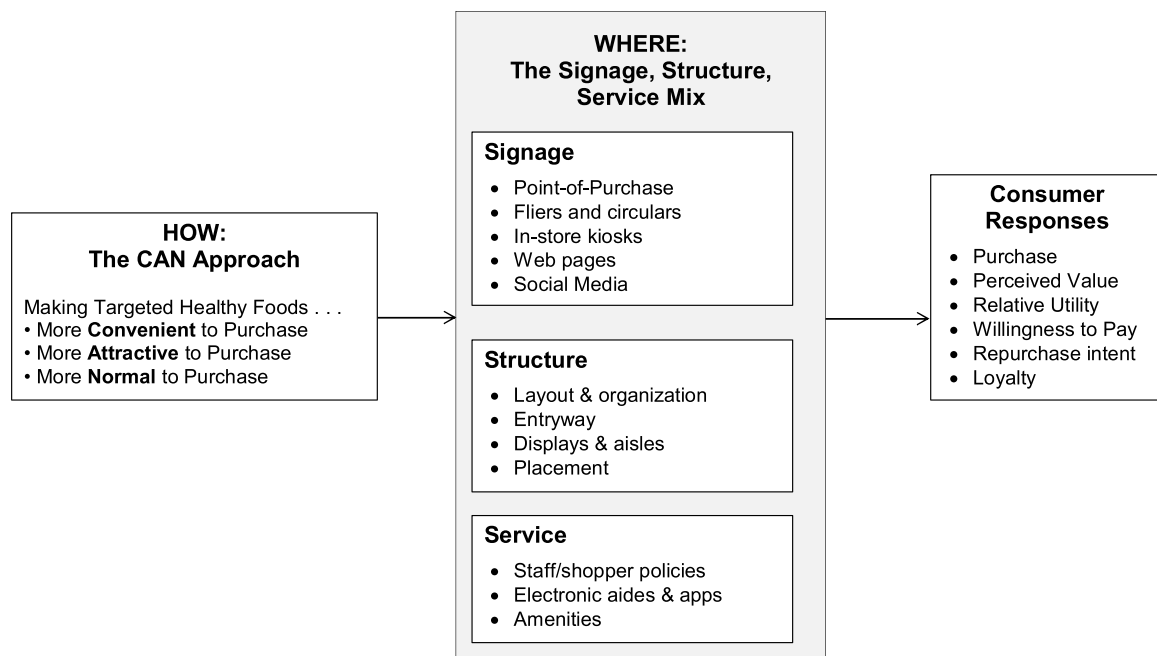 HOW:
The CAN Approach
Making Targeted Healthy Foods . . .
• More Convenient to Purchase
• More Attractive to Purchase
• More Normal to Purchase
WHERE:
The Signage, Structure,
Service Mix
Signage
• Point-of-Purchase
• Fliers and circulars
• In-store kiosks
• Web pages
• Social Media
Structure
• Layout & organization
• Entryway
• Displays & aisles
• Placement
Service
• Staff/shopper policies
• Electronic aides & apps
• Amenities
Consumer
Responses
• Purchase
• Perceived Value
• Relative Utility
• Willingness to Pay
• Repurchase intent
• Loyalty